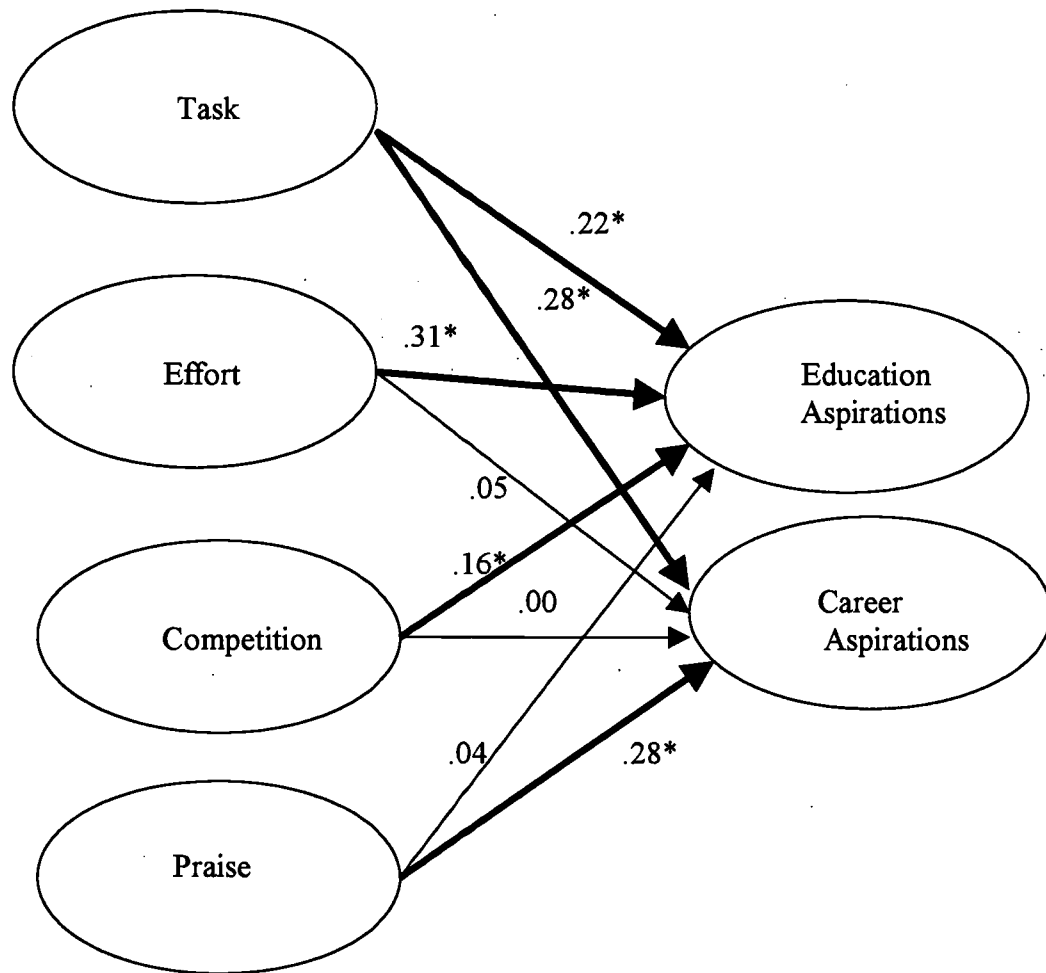 Task
.22*
.28*
.31*
Effort
Education
Aspirations
.05
.16*
.00
Competition
Career
Aspirations
.04
.28*
Praise